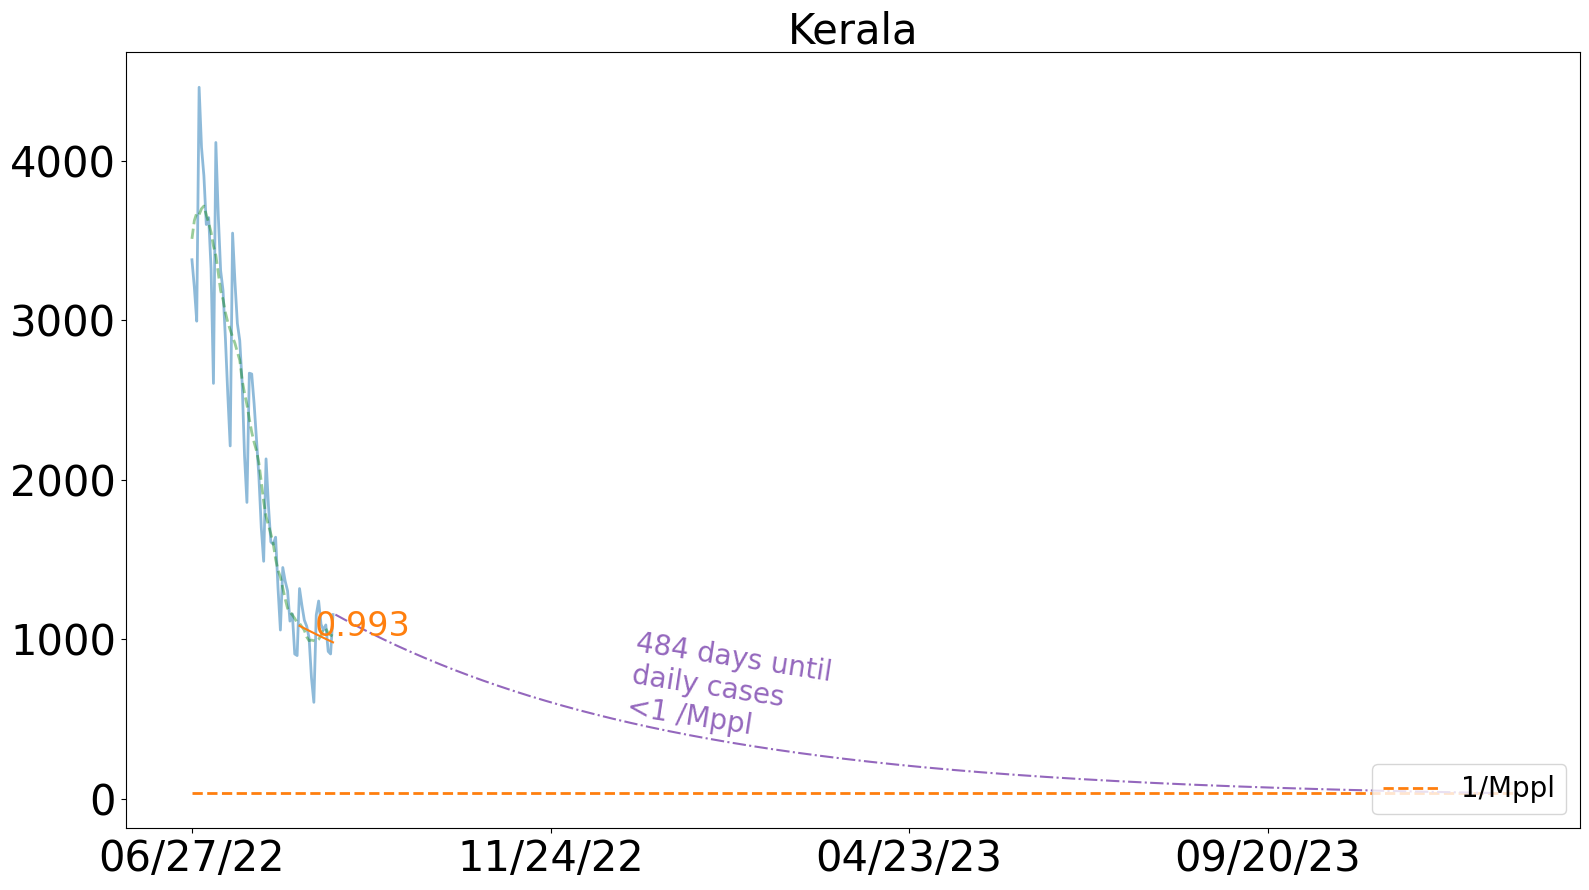 Kerala
4000
3000
2000
1000
0
0.993
484 days until
daily cases
<1 /Mppl
1/Mppl
06/27/22
11/24/22
04/23/23
09/20/23